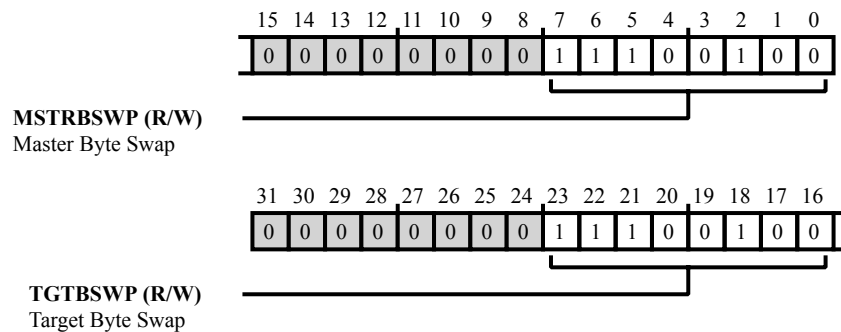 15 14 13 12 11 10 9 8 7 6 5 4 3 2 1 0
0 0 0 0 0 0 0 0 1 1 1 0 0 1 0 0
MSTRBSWP (R/W)
Master Byte Swap
31 30 29 28 27 26 25 24 23 22 21 20 19 18 17 16
0 0 0 0 0 0 0 0 1 1 1 0 0 1 0 0
TGTBSWP (R/W)
Target Byte Swap